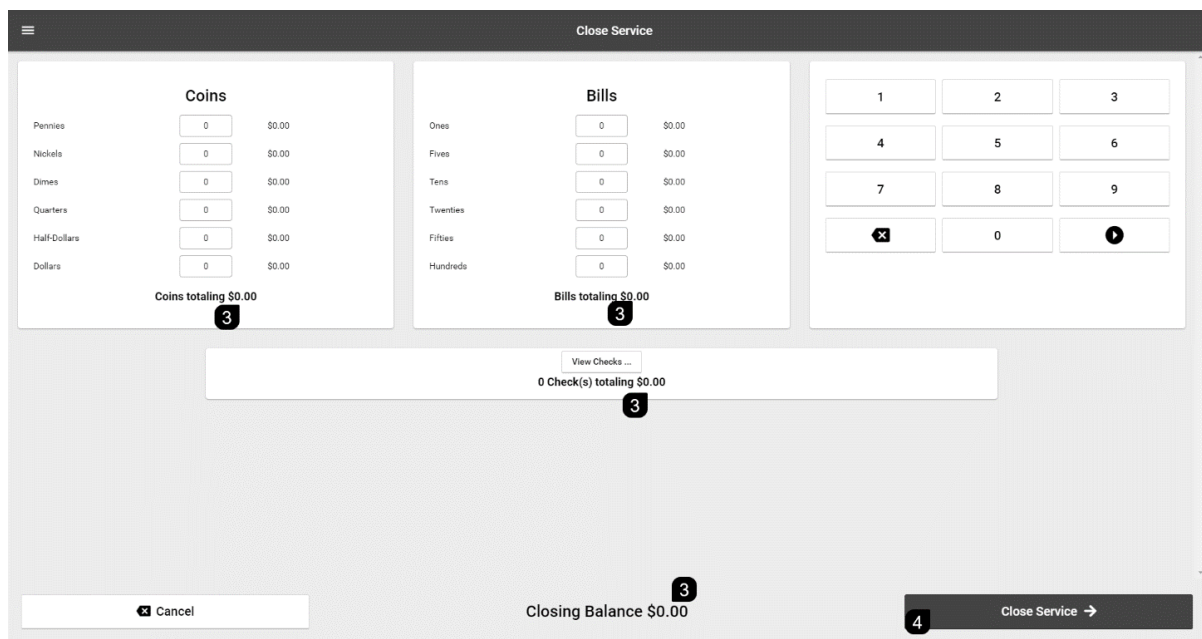 Close Service
Coins
Pennies 0 $0.00
Nickels 0 $0.00
Dimes 0 $0.00
Quarters 0 $0.00
Half-Dollars 0 $0.00
Dollars 0 $0.00
Coins totaling $0.00
3
Bills
Ones 0 $0.00
Fives 0 $0.00
Tens 0 $0.00
Twenties 0 $0.00
Fifties 0 $0.00
Hundreds 0 $0.00
Bills totaling $0.00
3
1 2 3
4 5 6
7 8 9
0
View Checks ...
0 Check(s) totaling $0.00
3
Cancel
Closing Balance $0.00
3
Close Service
4